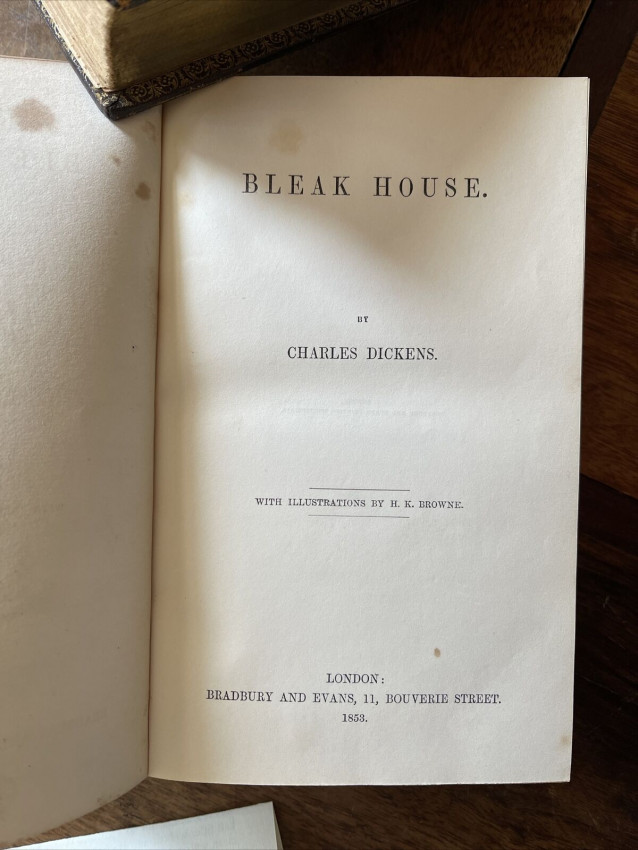 BLEAK HOUSE.
BY
CHARLES DICKENS.
WITH ILLUSTRATIONS BY H. K. BROWNE.
LONDON:
BRADBURY AND EVANS, 11, BOUVERIE STREET.
1853.